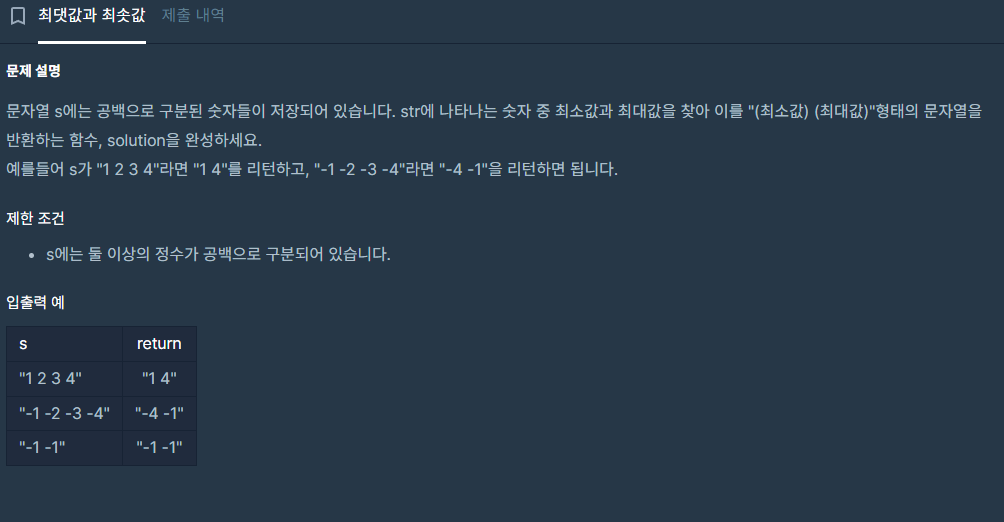 최댓값과 최솟값 제출 내역
문제 설명
문자열 s에는 공백으로 구분된 숫자들이 저장되어 있습니다. str에 나타나는 숫자 중 최소값과 최대값을 찾아 이를 "(최소값) (최대값)"형태의 문자열을
반환하는 함수, solution을 완성하세요.
예를들어 s가 "1 2 3 4"라면 "1 4"를 리턴하고, "-1 -2 -3 -4"라면 "-4 -1"을 리턴하면 됩니다.
제한 조건
• s에는 둘 이상의 정수가 공백으로 구분되어 있습니다.
입출력 예
s return
"1 2 3 4" "1 4"
"-1 -2 -3 -4" "-4 -1"
"-1 -1" "-1 -1"